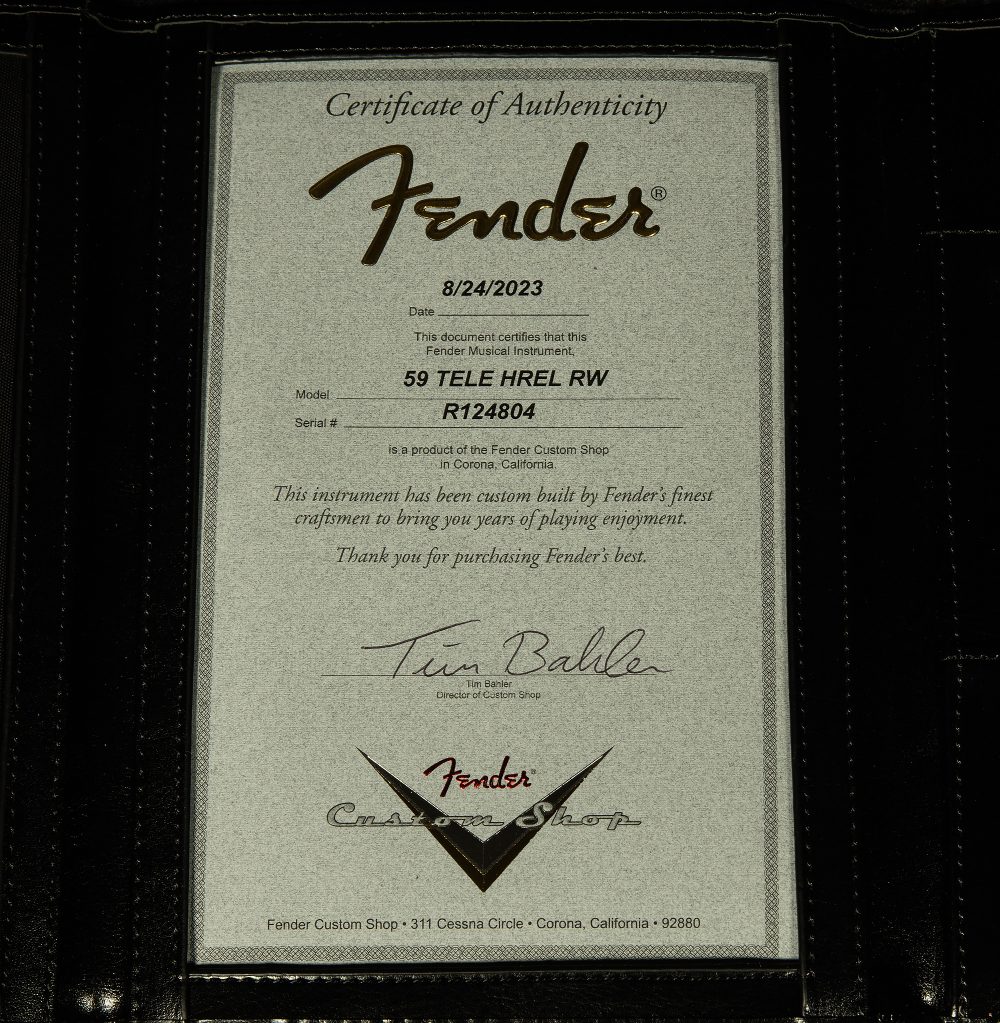 Certificate of Authenticity
Fender®
8/24/2023
Date
This document certifies that this
Fender Musical Instrument,
59 TELE HREL RW
Model
R124804
Serial #
is a product of the Fender Custom Shop
in Corona, California.
This instrument has been custom built by Fender's finest
craftsmen to bring you years of playing enjoyment.
Thank you for purchasing Fender's best.
Tim Bahler
Tim Bahler
Director of Custom Shop
Fender®
Custom Shop
Fender Custom Shop • 311 Cessna Circle • Corona, California • 92880